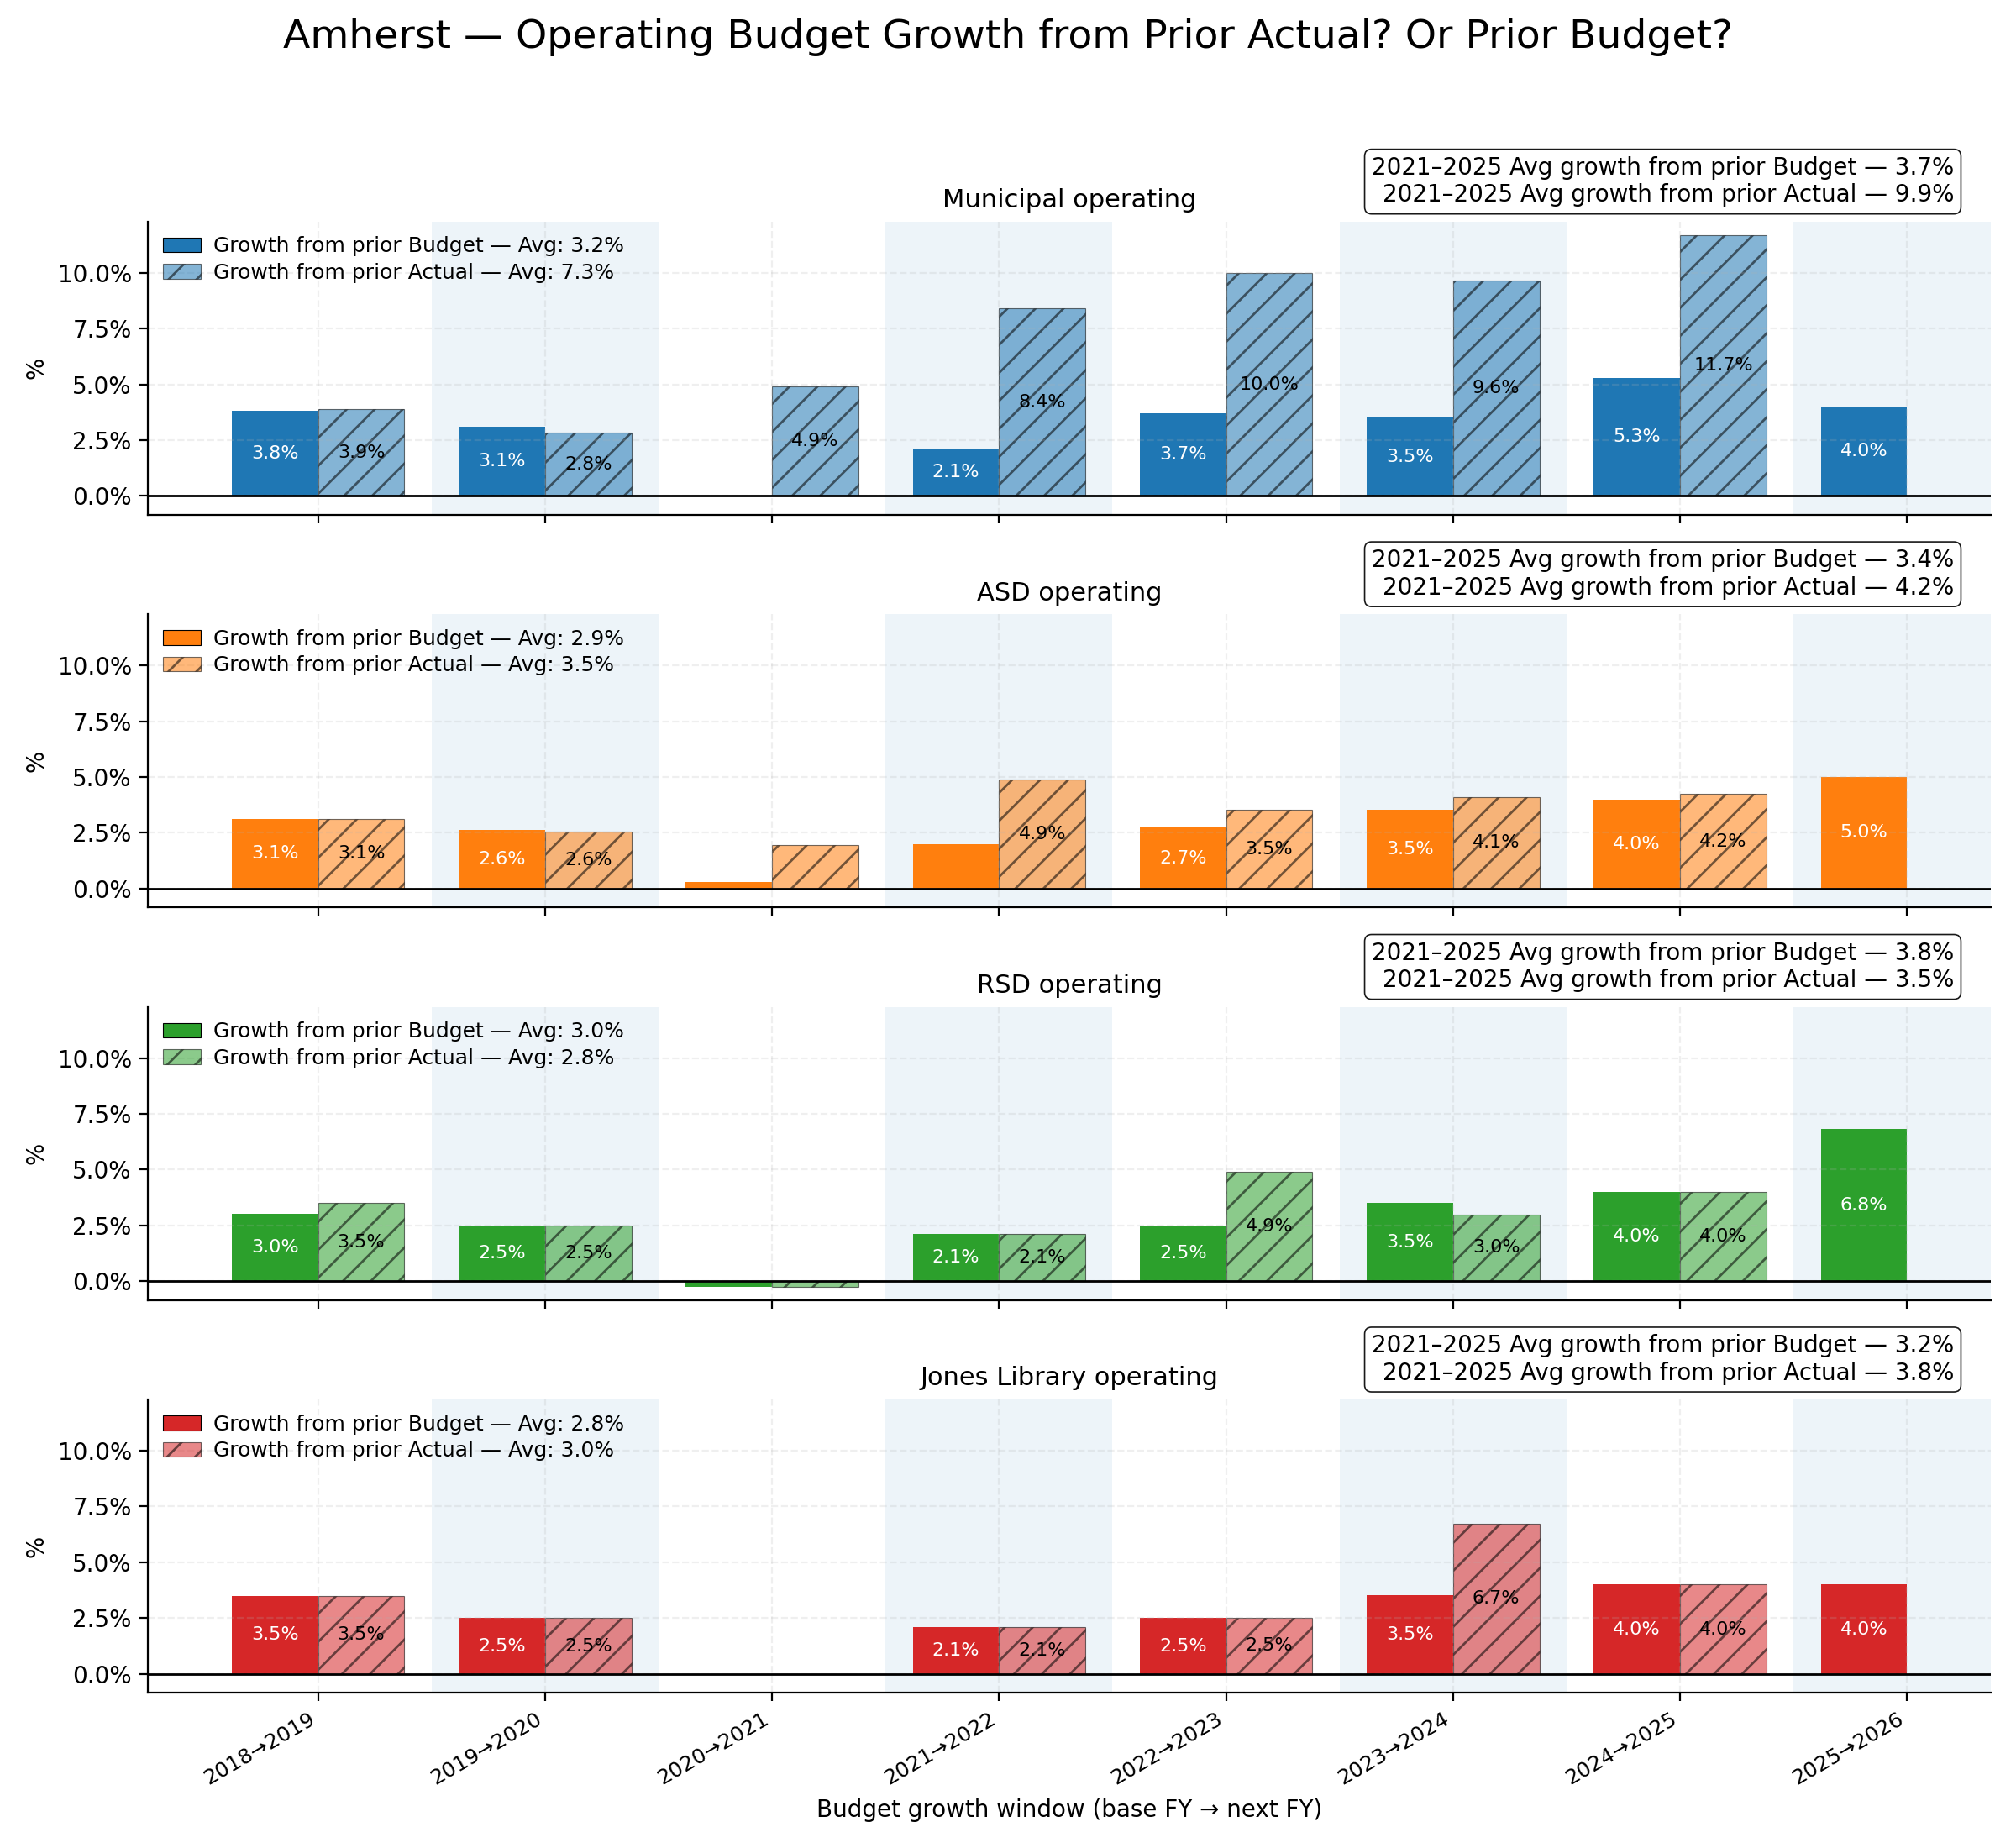 Amherst — Operating Budget Growth from Prior Actual? Or Prior Budget?
2021–2025 Avg growth from prior Budget — 3.7%
2021–2025 Avg growth from prior Actual — 9.9%
Municipal operating
Growth from prior Budget — Avg: 3.2%
Growth from prior Actual — Avg: 7.3%
%
10.0%
7.5%
5.0%
2.5%
0.0%
3.8% 3.9% 3.1% 2.8% 4.9% 2.1% 8.4% 3.7% 10.0% 3.5% 9.6% 5.3% 11.7% 4.0%
2021–2025 Avg growth from prior Budget — 3.4%
2021–2025 Avg growth from prior Actual — 4.2%
ASD operating
Growth from prior Budget — Avg: 2.9%
Growth from prior Actual — Avg: 3.5%
%
10.0%
7.5%
5.0%
2.5%
0.0%
3.1% 3.1% 2.6% 2.6% 4.9% 2.7% 3.5% 3.5% 4.1% 4.0% 4.2% 5.0%
2021–2025 Avg growth from prior Budget — 3.8%
2021–2025 Avg growth from prior Actual — 3.5%
RSD operating
Growth from prior Budget — Avg: 3.0%
Growth from prior Actual — Avg: 2.8%
%
10.0%
7.5%
5.0%
2.5%
0.0%
3.0% 3.5% 2.5% 2.5% 2.1% 2.1% 2.5% 4.9% 3.5% 3.0% 4.0% 4.0% 6.8%
2021–2025 Avg growth from prior Budget — 3.2%
2021–2025 Avg growth from prior Actual — 3.8%
Jones Library operating
Growth from prior Budget — Avg: 2.8%
Growth from prior Actual — Avg: 3.0%
%
10.0%
7.5%
5.0%
2.5%
0.0%
3.5% 3.5% 2.5% 2.5% 2.1% 2.1% 2.5% 2.5% 3.5% 6.7% 4.0% 4.0% 4.0%
2018→2019 2019→2020 2020→2021 2021→2022 2022→2023 2023→2024 2024→2025 2025→2026
Budget growth window (base FY → next FY)